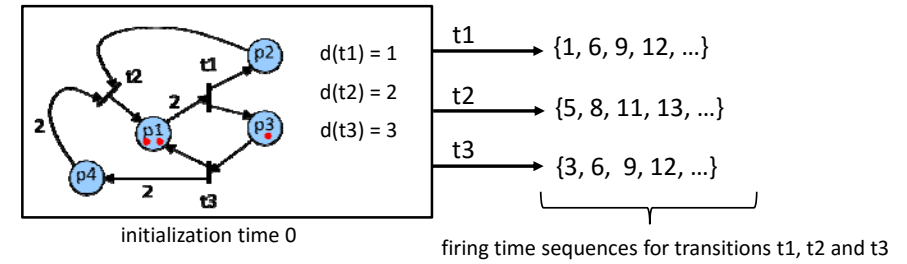 p2
d(t1) = 1
t1
{1, 6, 9, 12, ...}
t1
t2
d(t2) = 2
2
t2
{5, 8, 11, 13, ...}
2
p1
p3
d(t3) = 3
t3
{3, 6, 9, 12, ...}
p4
2
t3
initialization time 0
firing time sequences for transitions t1, t2 and t3